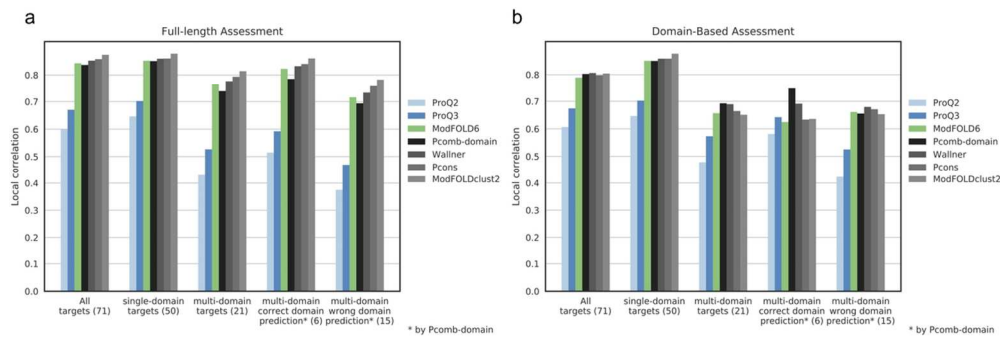 a
Full-length Assessment
Local correlation
0.8
0.7
0.6
0.5
0.4
0.3
0.2
0.1
0.0
All
targets (71)
single-domain
targets (50)
multi-domain
targets (21)
multi-domain
correct domain
prediction* (6)
multi-domain
wrong domain
prediction* (15)
ProQ2
ProQ3
ModFOLD6
Pcomb-domain
Wallner
Pcons
ModFOLDclust2
* by Pcomb-domain
b
Domain-Based Assessment
Local correlation
0.8
0.7
0.6
0.5
0.4
0.3
0.2
0.1
0.0
All
targets (71)
single-domain
targets (50)
multi-domain
targets (21)
multi-domain
correct domain
prediction* (6)
multi-domain
wrong domain
prediction* (15)
ProQ2
ProQ3
ModFOLD6
Pcomb-domain
Wallner
Pcons
ModFOLDclust2
* by Pcomb-domain